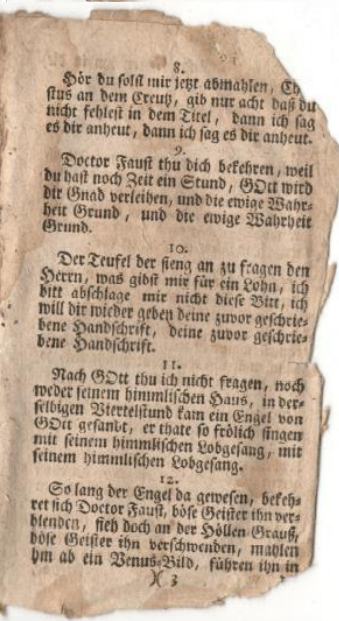 8.
Hör du solst mir jetzt abmahlen, Ch
stus an dem Creutz, gib nur acht daß du
nicht fehlest in dem Titel, dann ich sag
es dir anheut, dann ich sag es dir anheut.
9.
Doctor Faust thu dich bekehren, weil
du hast noch Zeit ein Stund, GOtt wird
dir Gnad verleihen, und die ewige Wahr-
heit Grund, und die ewige Wahrheit
Grund.
10.
Der Teufel der fieng an zu fragen den
Herrn, was gibst mir für ein Lohn, ich
bitt abschlage mir nicht diese Bitt, ich
will dir wieder geben deine zuvor geschrie-
bene Handschrift, deine zuvor geschrie-
bene Handschrift.
11.
Nach GOtt thu ich nicht fragen, noch
weder seinem himmlischen Haus, in der-
selbigen Viertelstund kam ein Engel von
GOtt gesandt, er thate so frölich singen
mit seinem himmlischen Lobgesang, mit
seinem himmlischen Lobgesang.
12.
So lang der Engel da gewesen, bekeh-
ret sich Doctor Faust, böse Geister ihn ver-
blenden, sieh doch an der Höllen-Grauß,
böse Geister ihn verschwenden, mahlen
hm ab ein Venus-Bild, führen ihn in
)( 3